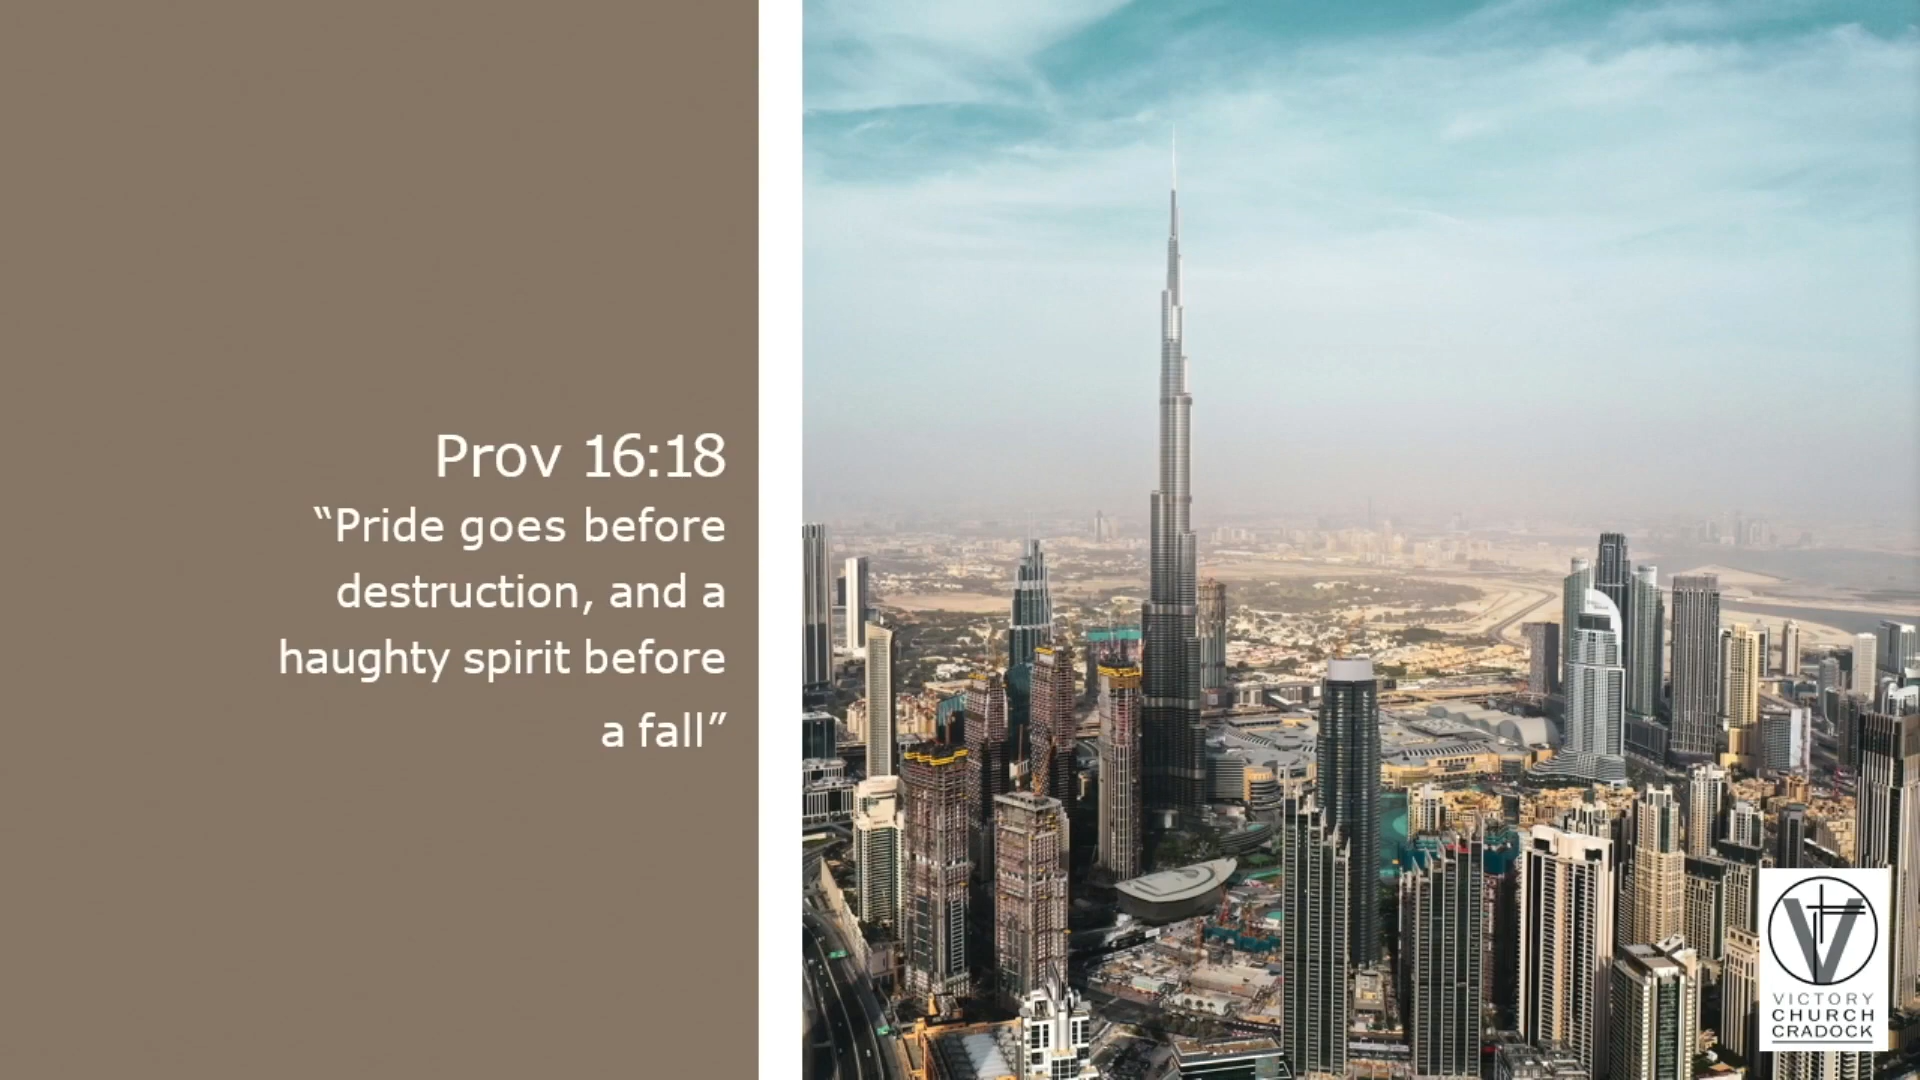 Prov 16:18
“Pride goes before
destruction, and a
haughty spirit before
a fall”
VICTORY
CHURCH
CRADOCK